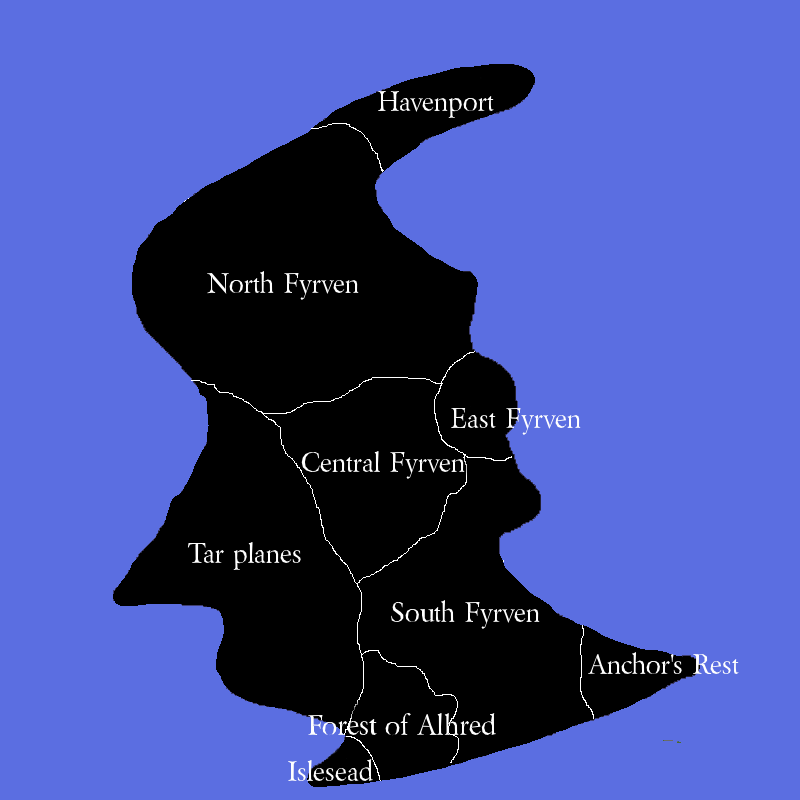 Havenport
North Fyrven
East Fyrven
Central Fyrven
Tar planes
South Fyrven
Anchor's Rest
Forest of Alhred
Islesead